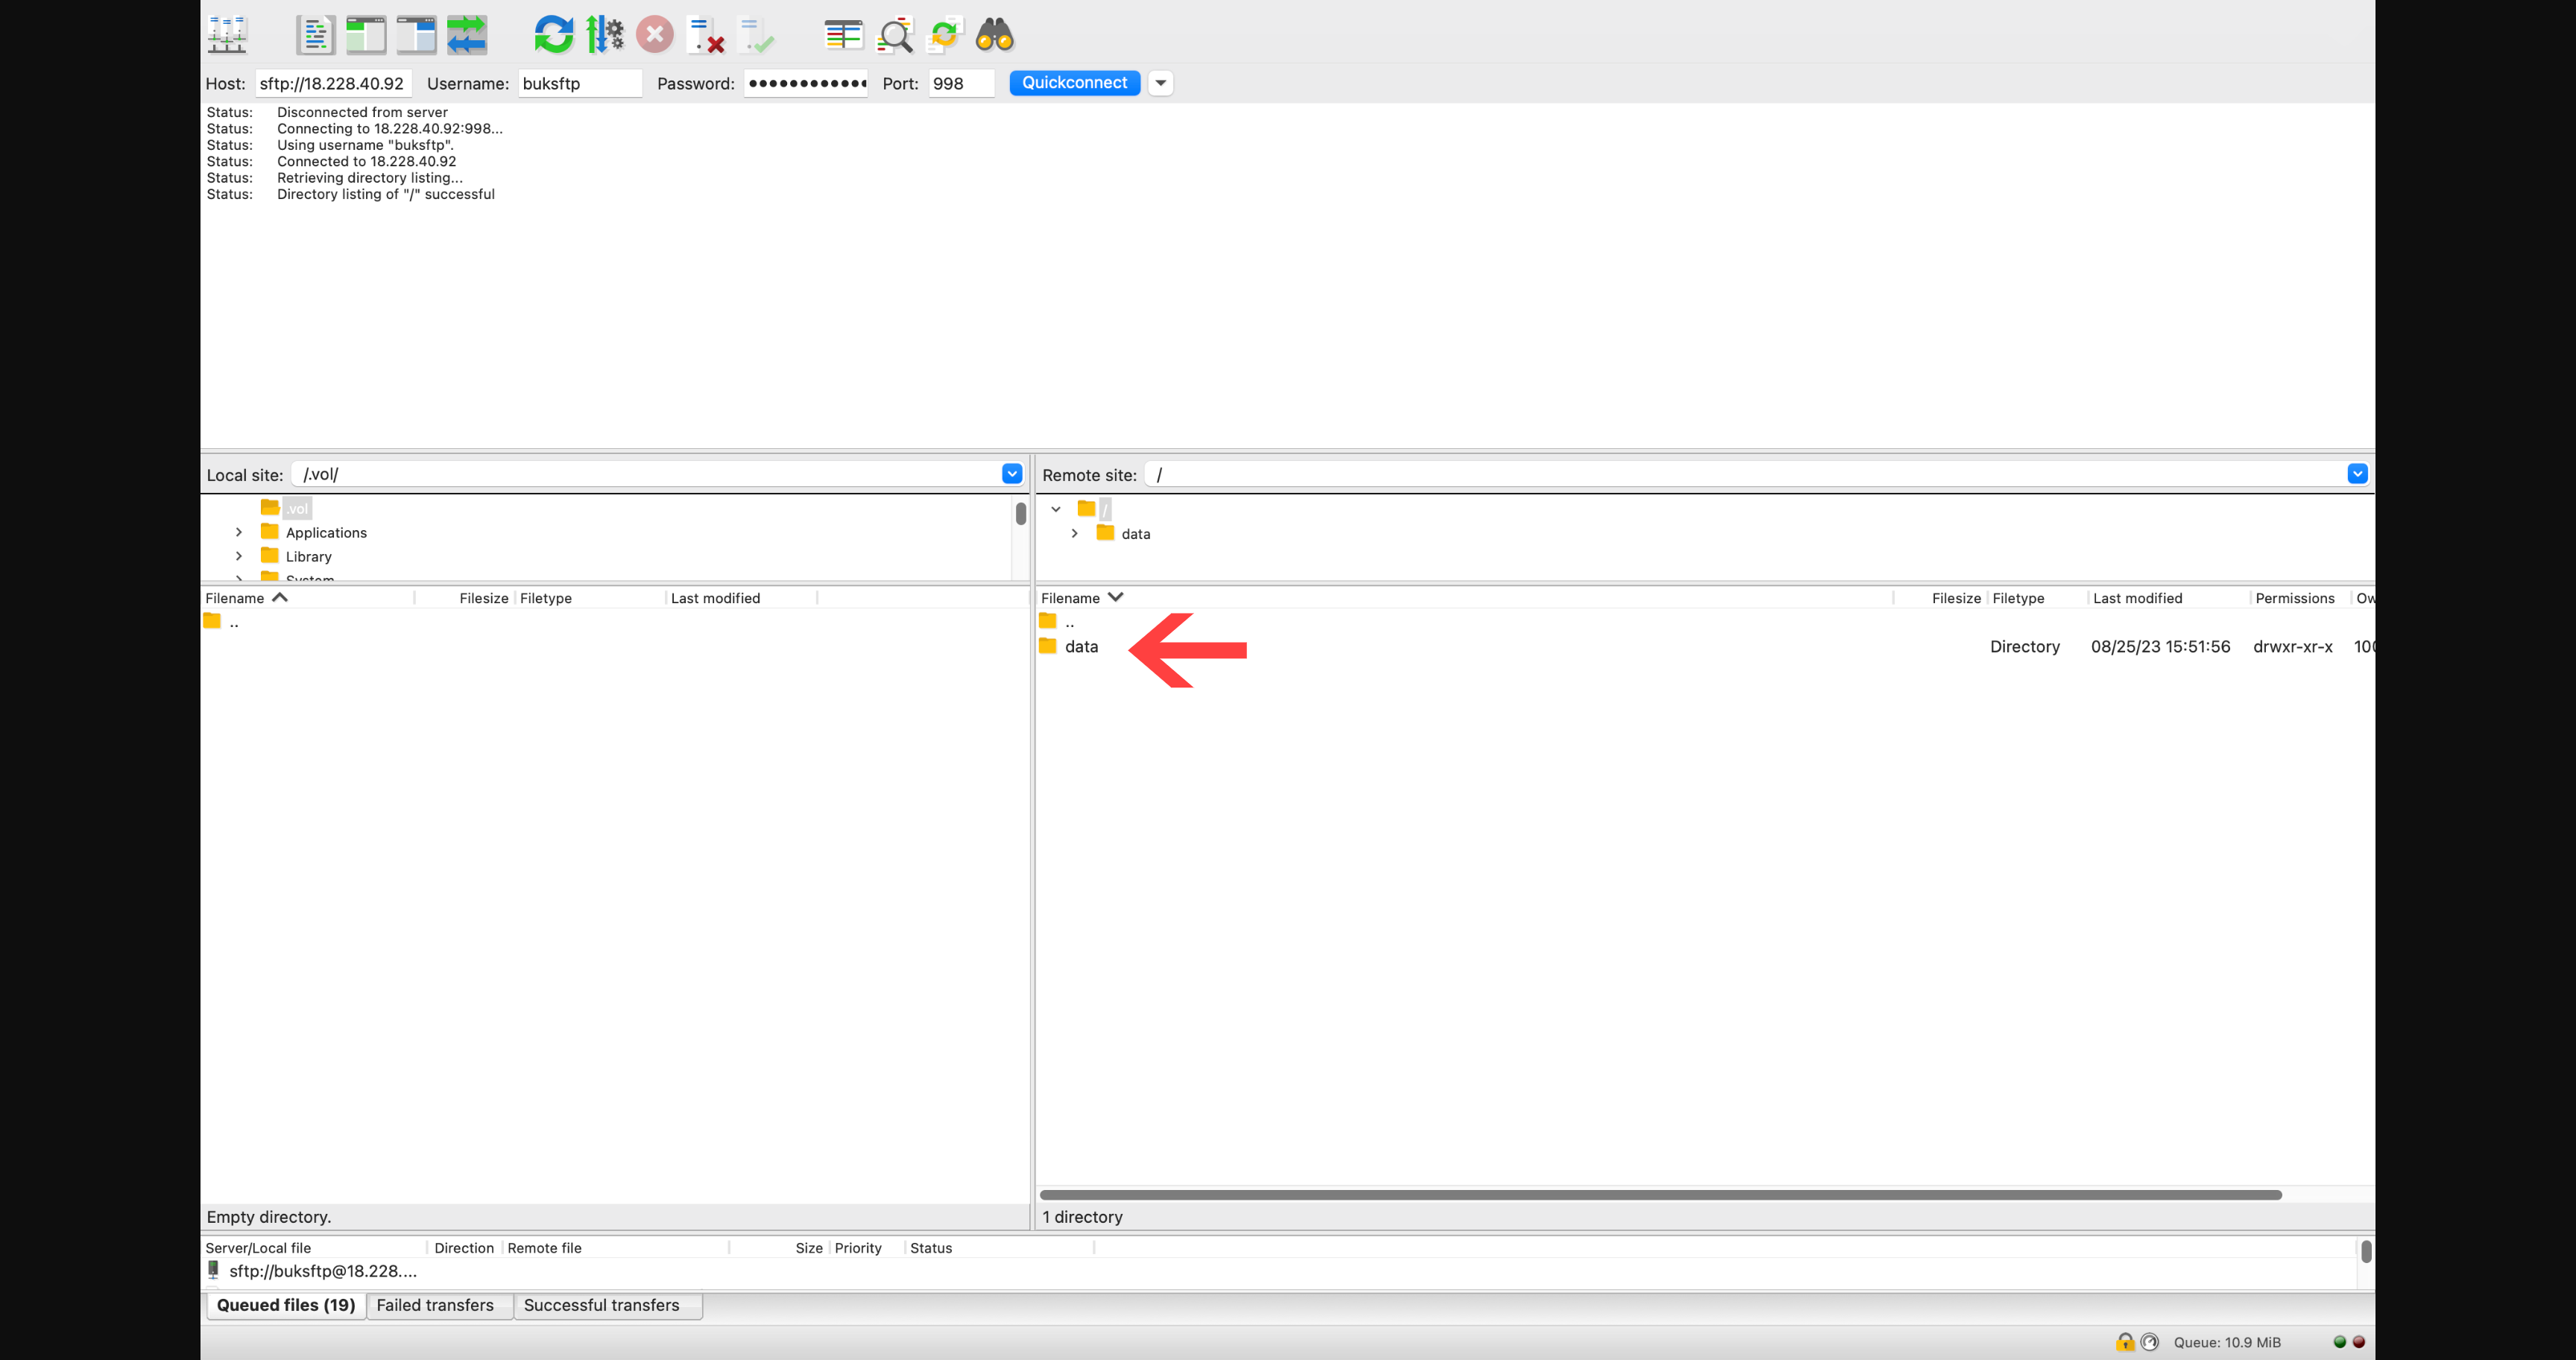 Host: sftp://18.228.40.92 Username: buksftp Password: •••••••••••• Port: 998 Quickconnect
Status: Disconnected from server
Status: Connecting to 18.228.40.92:998...
Status: Using username "buksftp".
Status: Connected to 18.228.40.92
Status: Retrieving directory listing...
Status: Directory listing of "/" successful
Local site: /.vol/
.vol
Applications
Library
System
Remote site: /
/
data
Filename Filesize Filetype Last modified
..
Empty directory.
Filename Filesize Filetype Last modified Permissions Ow
..
data Directory 08/25/23 15:51:56 drwxr-xr-x 100
1 directory
Server/Local file Direction Remote file Size Priority Status
sftp://buksftp@18.228....
Queued files (19) Failed transfers Successful transfers
Queue: 10.9 MiB